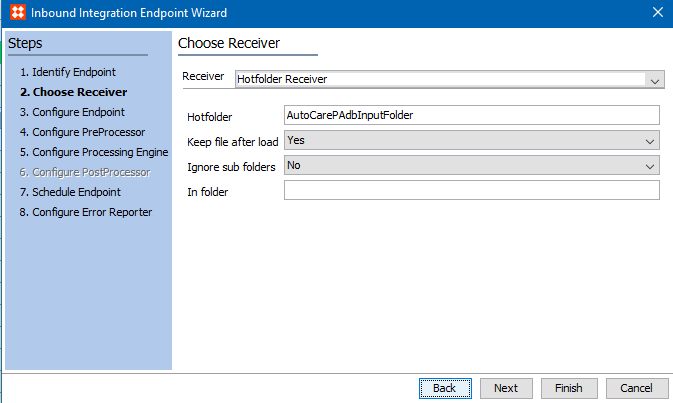 Inbound Integration Endpoint Wizard
Steps
1. Identify Endpoint
2. Choose Receiver
3. Configure Endpoint
4. Configure PreProcessor
5. Configure Processing Engine
6. Configure PostProcessor
7. Schedule Endpoint
8. Configure Error Reporter
Choose Receiver
Receiver Hotfolder Receiver
Hotfolder AutoCarePAdbInputFolder
Keep file after load Yes
Ignore sub folders No
In folder
Back Next Finish Cancel